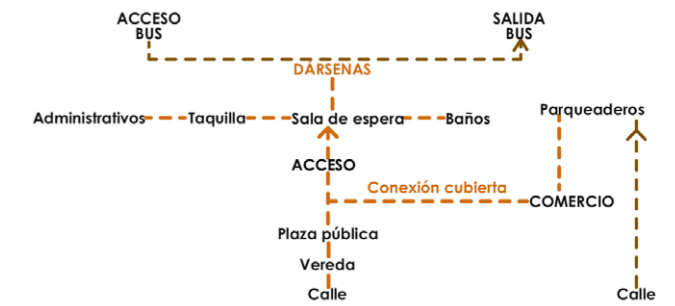 ACCESO
BUS
SALIDA
BUS
DÁRSENAS
Administrativos
Taquilla
Sala de espera
Baños
Parqueaderos
ACCESO
Conexión cubierta
COMERCIO
Plaza pública
Vereda
Calle
Calle